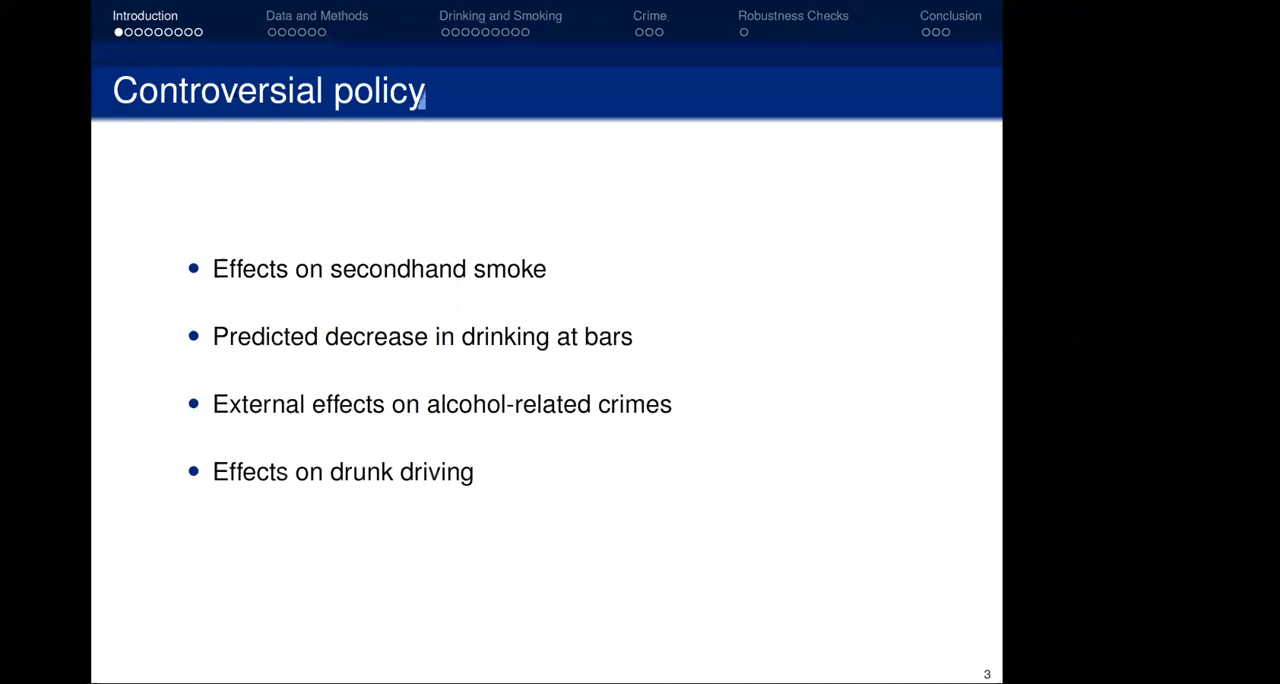 Introduction Data and Methods Drinking and Smoking Crime Robustness Checks Conclusion
Controversial policy
Effects on secondhand smoke
Predicted decrease in drinking at bars
External effects on alcohol-related crimes
Effects on drunk driving
3